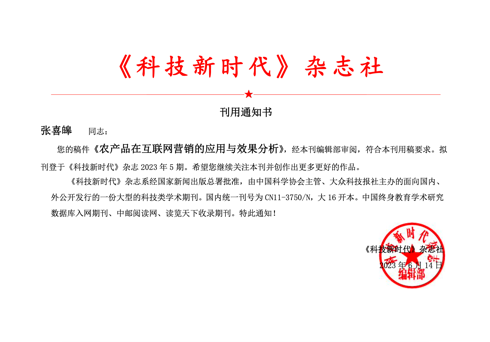 《科技新时代》杂志社
刊用通知书
张喜皞 同志：
您的稿件《农产品在互联网营销的应用与效果分析》，经本刊编辑部审阅，符合本刊用稿要求。拟
刊登于《科技新时代》杂志 2023 年 5 期。希望您继续关注本刊并创作出更多更好的作品。
《科技新时代》杂志系经国家新闻出版总署批准，由中国科学协会主管、大众科技报社主办的面向国内、
外公开发行的一份大型的科技类学术期刊。国内统一刊号为 CN11-3750/N，大 16 开本。中国终身教育学术研究
数据库入网期刊、中邮阅读网、读览天下收录期刊。特此通知！
《科技新时代》杂志社
2023 年 6 月 14 日
科技新时代杂志社